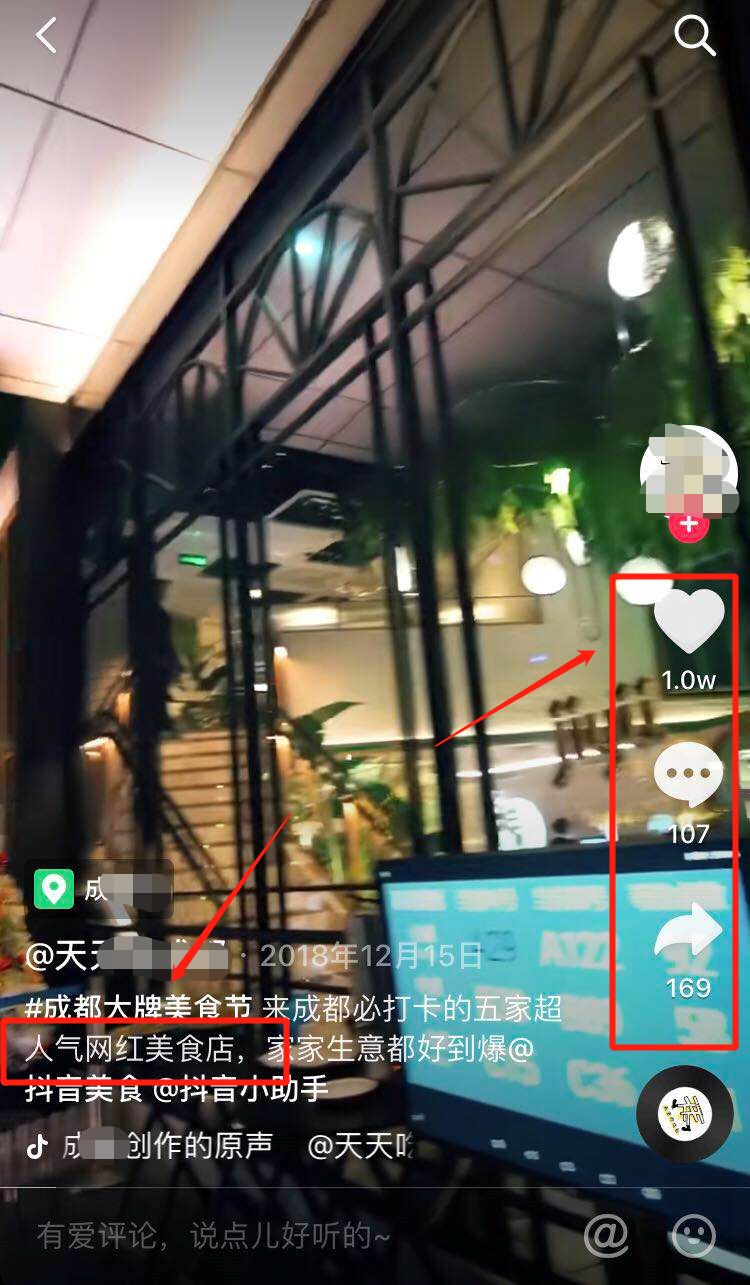 1.0w
107
169
成
@天天 · 2018年12月15日
#成都大牌美食节 来成都必打卡的五家超
人气网红美食店，家家生意都好到爆@
抖音美食 @抖音小助手
成 创作的原声 @天天吃
有爱评论，说点儿好听的~